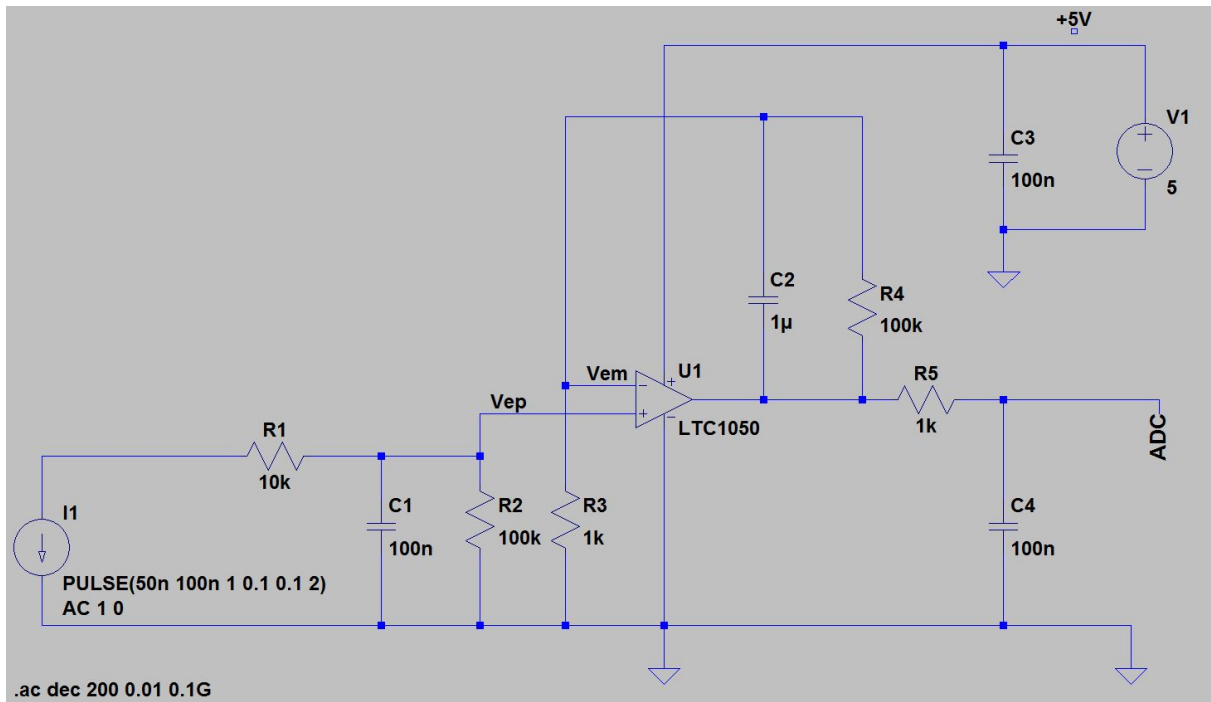 +5V
V1
5
C3
100n
C2
1µ
R4
100k
Vem
U1
LTC1050
Vep
R5
1k
ADC
R1
10k
C1
100n
R2
100k
R3
1k
C4
100n
I1
PULSE(50n 100n 1 0.1 0.1 2)
AC 1 0
.ac dec 200 0.01 0.1G